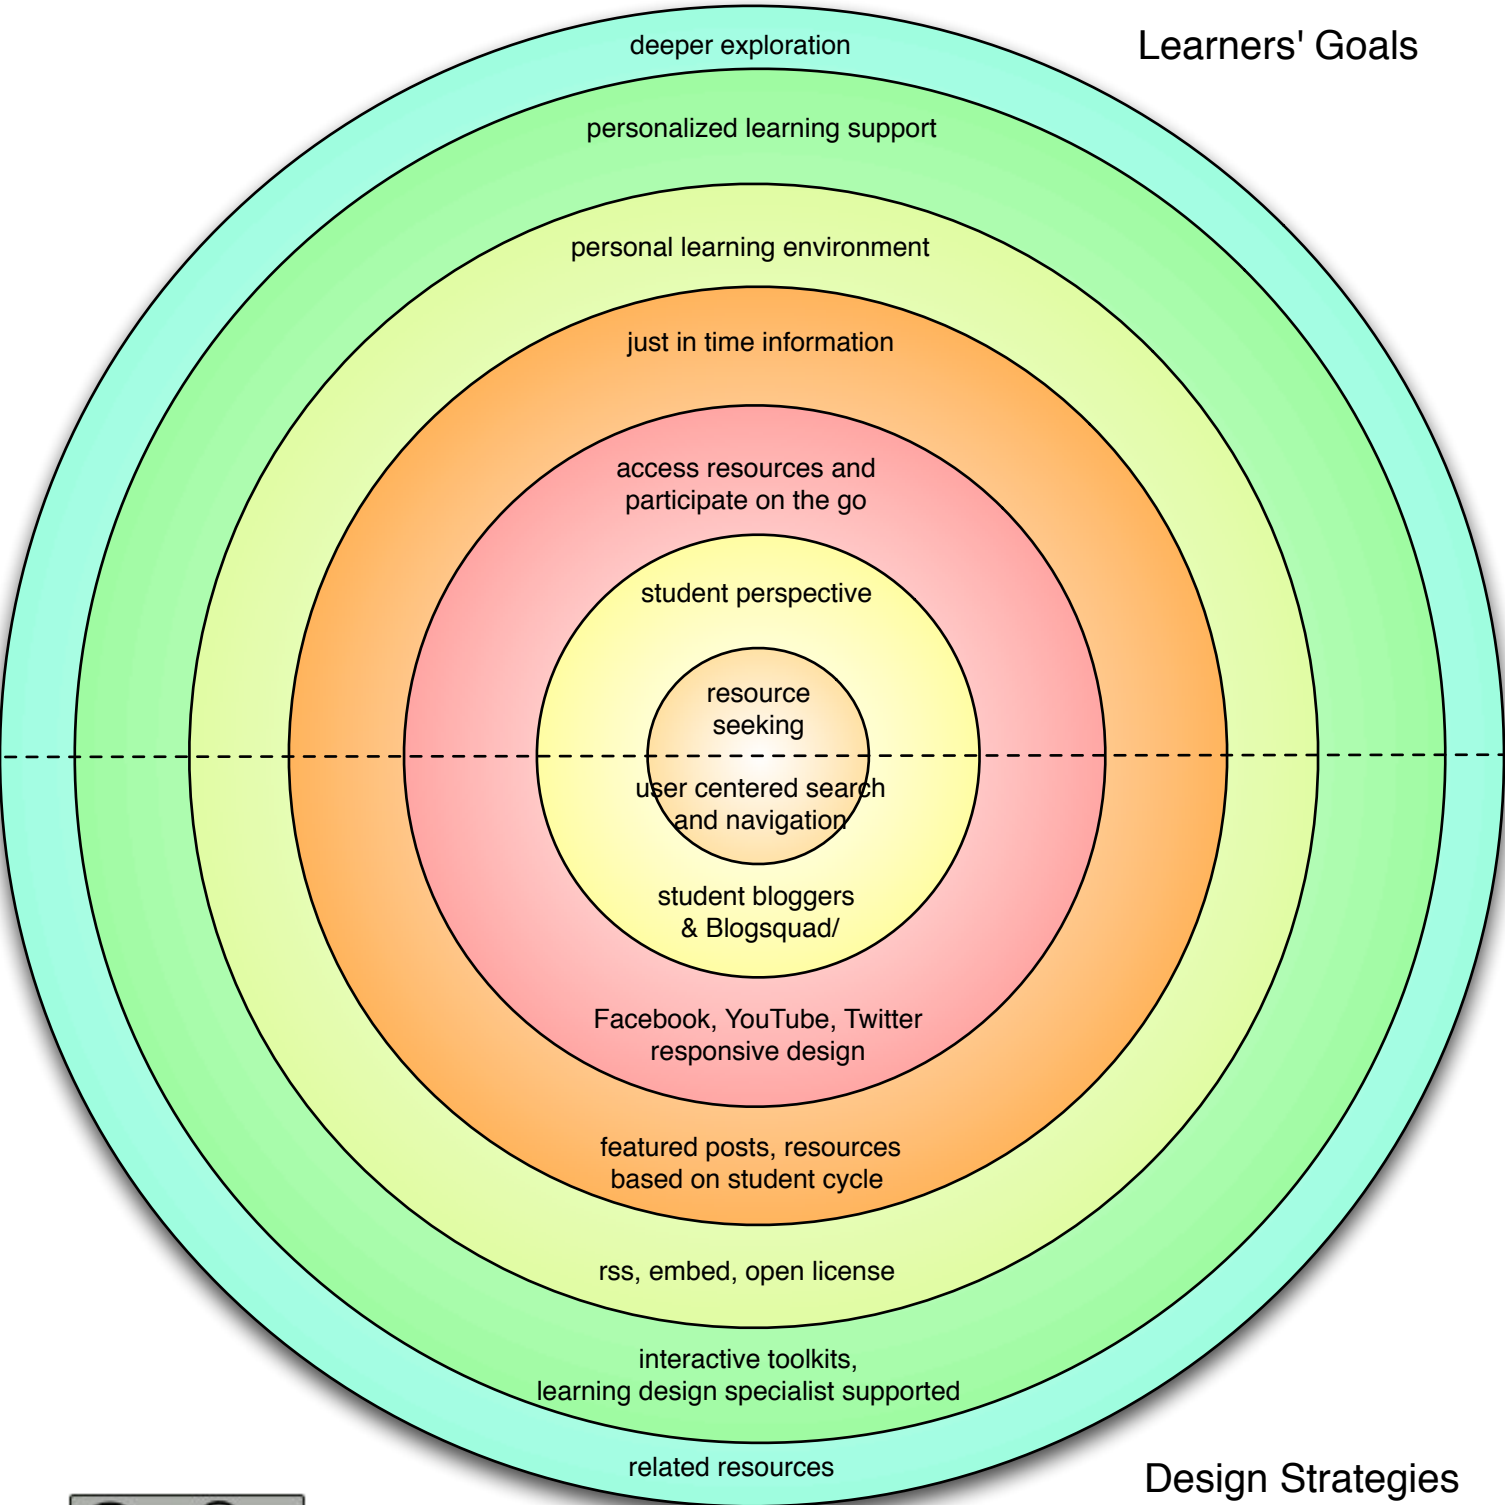 deeper exploration
Learners' Goals
personalized learning support
personal learning environment
just in time information
access resources and
participate on the go
student perspective
resource
seeking
user centered search
and navigation
student bloggers
& Blogsquad/
Facebook, YouTube, Twitter
responsive design
featured posts, resources
based on student cycle
rss, embed, open license
interactive toolkits,
learning design specialist supported
related resources
Design Strategies